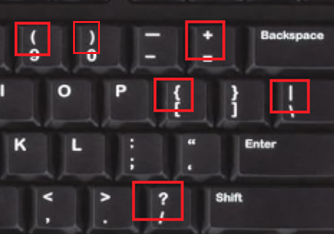 ( ) — + Backspace
9 0 - =
I O P { } |
[ ] \
K L : “ Enter
; ‘
< > ? Shift
, . /